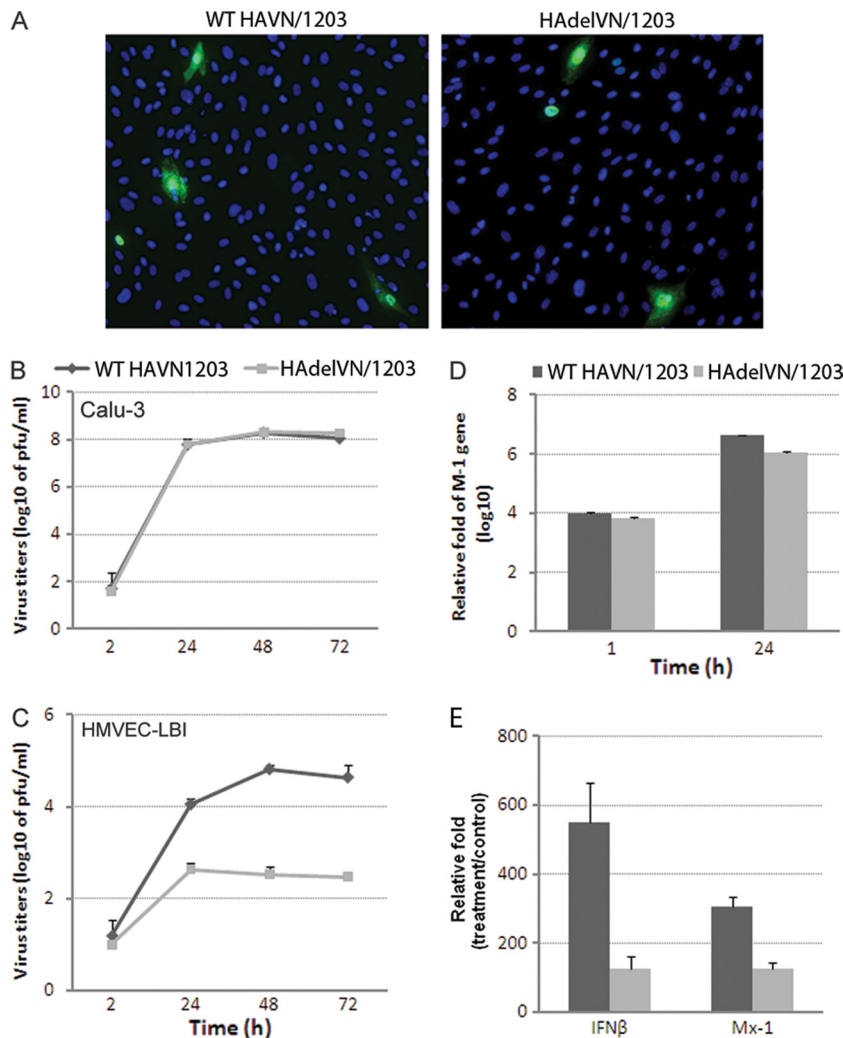 A
WT HAVN/1203
HAdelVN/1203
B
WT HAVN1203
HAdelVN/1203
Calu-3
Virus titers (log10 of pfu/ml)
10
8
6
4
2
0
2
24
48
72
C
HMVEC-LBI
Virus titers (log10 of pfu/ml)
6
4
2
0
2
24
48
72
Time (h)
D
WT HAVN/1203
HAdelVN/1203
Relative fold of M-1 gene
(log10)
8
6
4
2
0
1
24
Time (h)
E
Relative fold
(treatment/control)
800
600
400
200
0
IFNβ
Mx-1